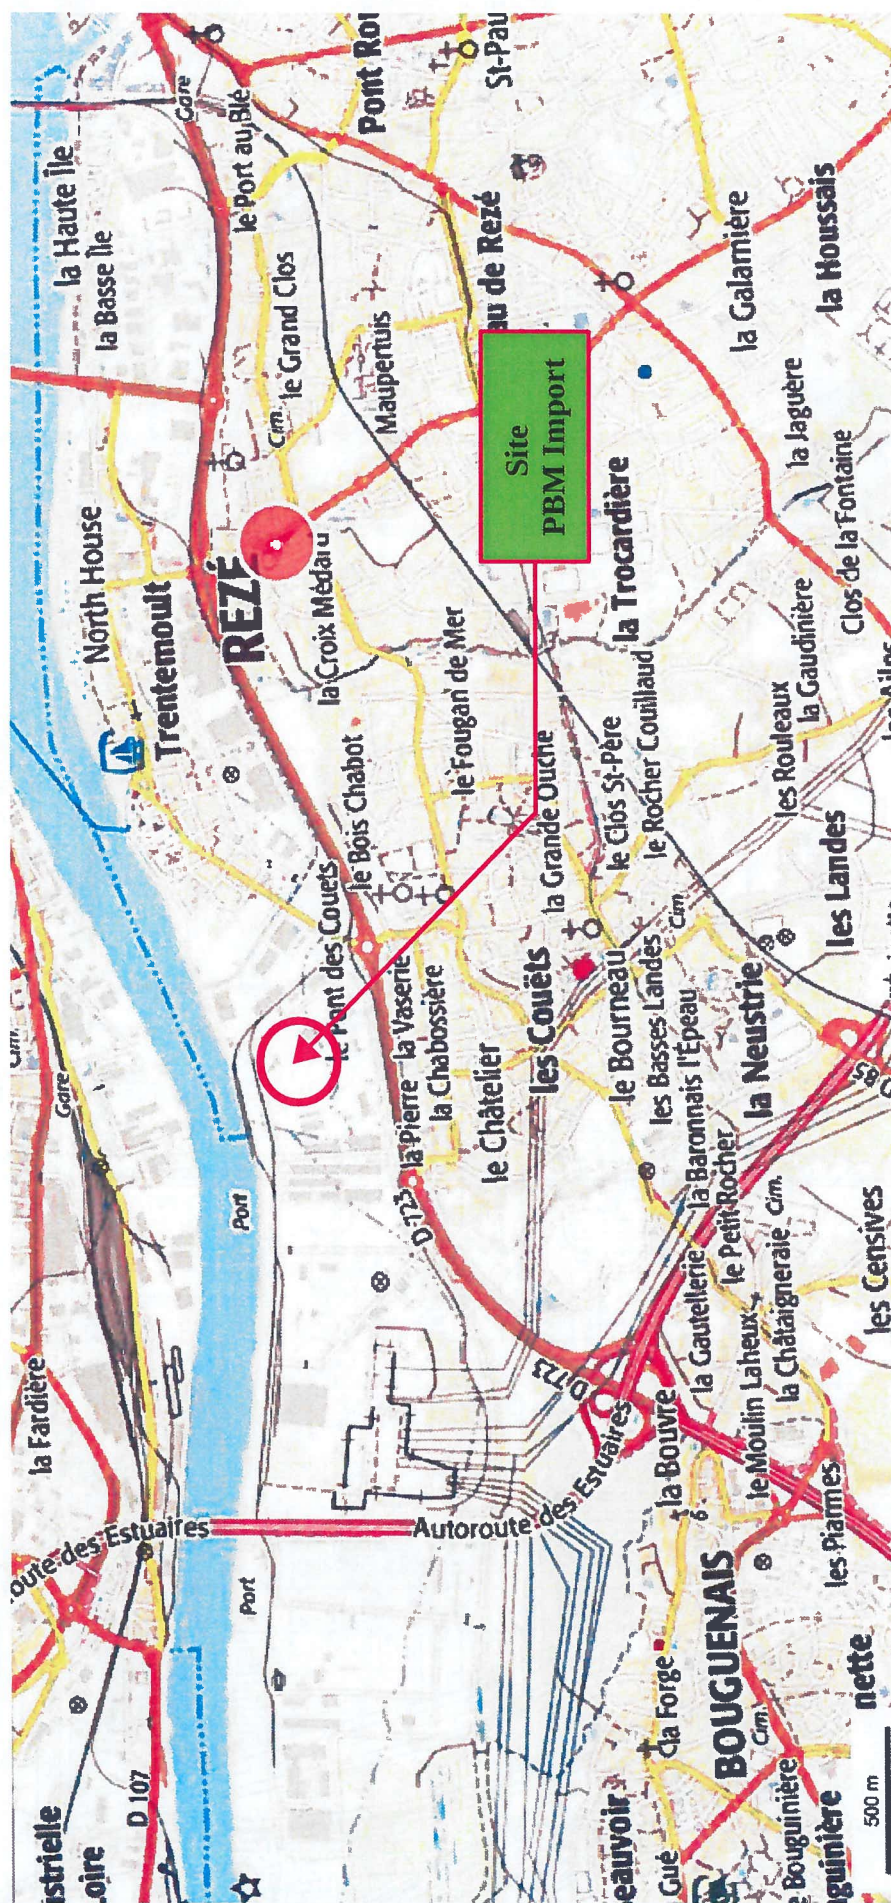 la Haute Île
la Basse Île
Gare
le Port au Blé
Pont Rou
St-Pau
le Grand Clos
Cim.
Maupertuis
au de Rezé
la Galarnière
la Houssais
la Jaguère
Clos de la Fontaine
Site
PBM Import
North House
Trentemoult
REZÉ
la Croix Médard
la Trocardière
la Gaudinière
le Fougan de Mer
le Bois Chabot
le Clos St-Père
le Rocher Couillaud
les Rouleaux
la Grande Ouche
les Landes
le Pont des Couëts
la Vaserie
la Chabossière
la Pierre
le Châtelier
les Couëts
le Bourneau
les Basses Landes
Cim.
la Baronnais
l'Épeau
la Neustrie
D 85
Cim.
Gare
Port
D 723
la Gautellerie
le Petit Rocher
le Moulin Laheux
la Châtaigneraie
Cim.
les Censives
D 723
la Bouvre
la Fardière
route des Estuaires
Autoroute des Estuaires
les Piarmes
Port
BOUGUENAIS
la Forge
Cim.
nette
D 107
strielle
oire
eauvoir
Gué
Bouguinière
guinière
500 m